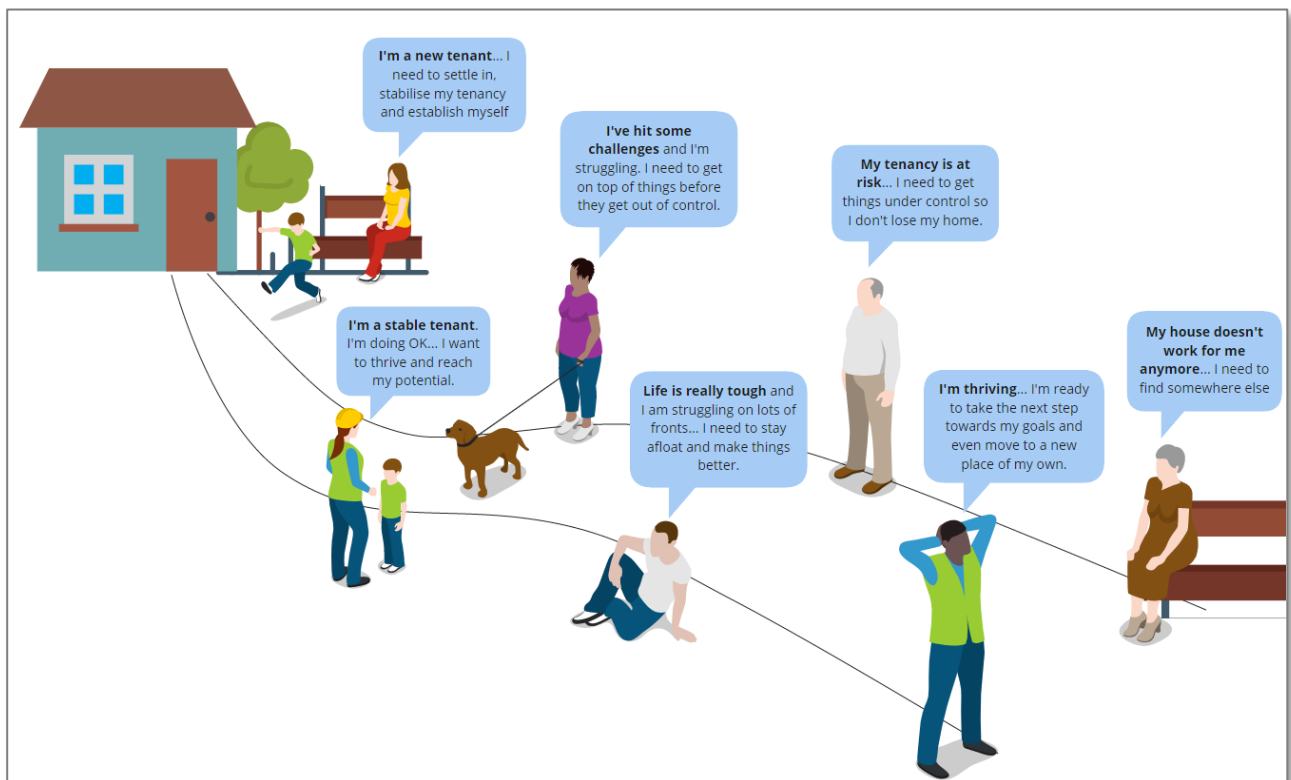 I'm a new tenant... I
need to settle in,
stabilise my tenancy
and establish myself
I've hit some
challenges and I'm
struggling. I need to get
on top of things before
they get out of control.
My tenancy is at
risk... I need to get
things under control so
I don't lose my home.
I'm a stable tenant.
I'm doing OK... I want
to thrive and reach
my potential.
Life is really tough and
I am struggling on lots of
fronts... I need to stay
afloat and make things
better.
I'm thriving... I'm ready
to take the next step
towards my goals and
even move to a new
place of my own.
My house doesn't
work for me
anymore... I need to
find somewhere else